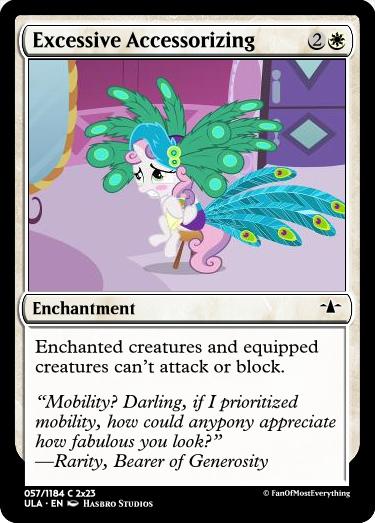 Excessive Accessorizing 2
Enchantment
Enchanted creatures and equipped
creatures can't attack or block.
“Mobility? Darling, if I prioritized
mobility, how could anypony appreciate
how fabulous you look?”
—Rarity, Bearer of Generosity
057/1184 C 2x23
ULA • EN Hasbro Studios © FanOfMostEverything